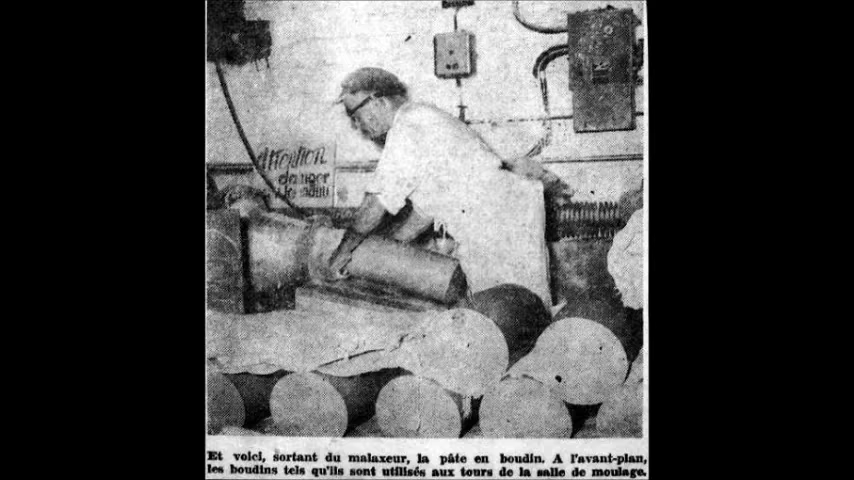 Attention
danger
Et voici, sortant du malaxeur, la pâte en boudin. A l'avant-plan,
les boudins tels qu'ils sont utilisés aux tours de la salle de moulage.